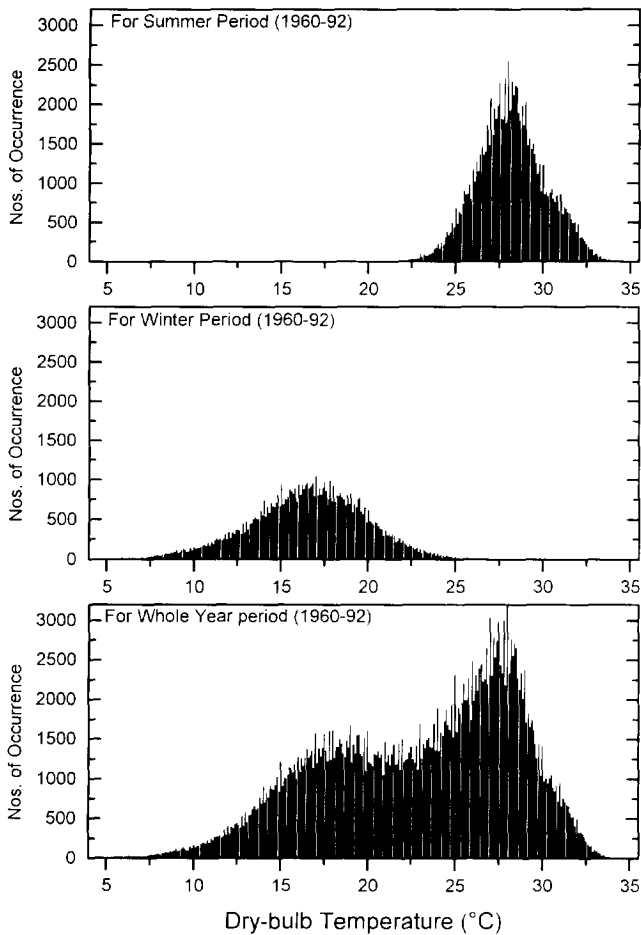 For Summer Period (1960-92)
Nos. of Occurrence
3000
2500
2000
1500
1000
500
0
5 10 15 20 25 30 35
For Winter Period (1960-92)
Nos. of Occurrence
3000
2500
2000
1500
1000
500
0
5 10 15 20 25 30 35
For Whole Year period (1960-92)
Nos. of Occurrence
3000
2500
2000
1500
1000
500
0
5 10 15 20 25 30 35
Dry-bulb Temperature (°C)